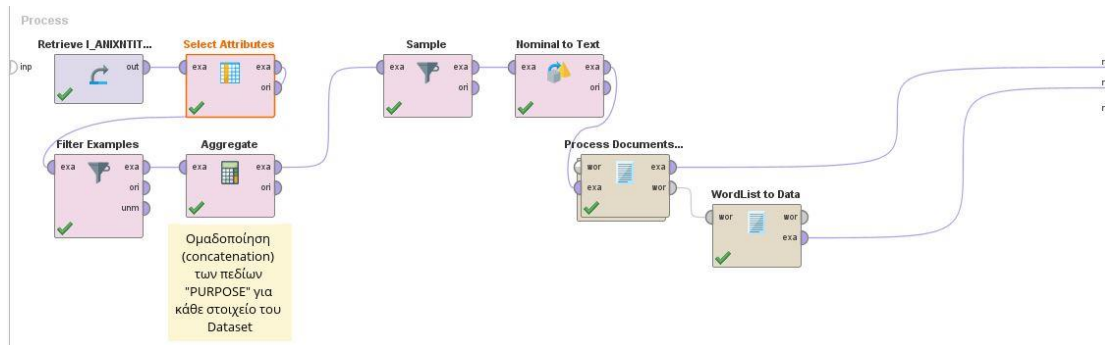 Process
Retrieve I_ANIXNTIT...
Select Attributes
Sample
Nominal to Text
inp
out
exa
exa
ori
exa
exa
ori
exa
exa
ori
Filter Examples
Aggregate
Process Documents...
exa
exa
ori
unm
exa
exa
ori
wor
exa
exa
wor
WordList to Data
wor
wor
exa
Ομαδοποίηση
(concatenation)
των πεδίων
"PURPOSE" για
κάθε στοιχείο του
Dataset